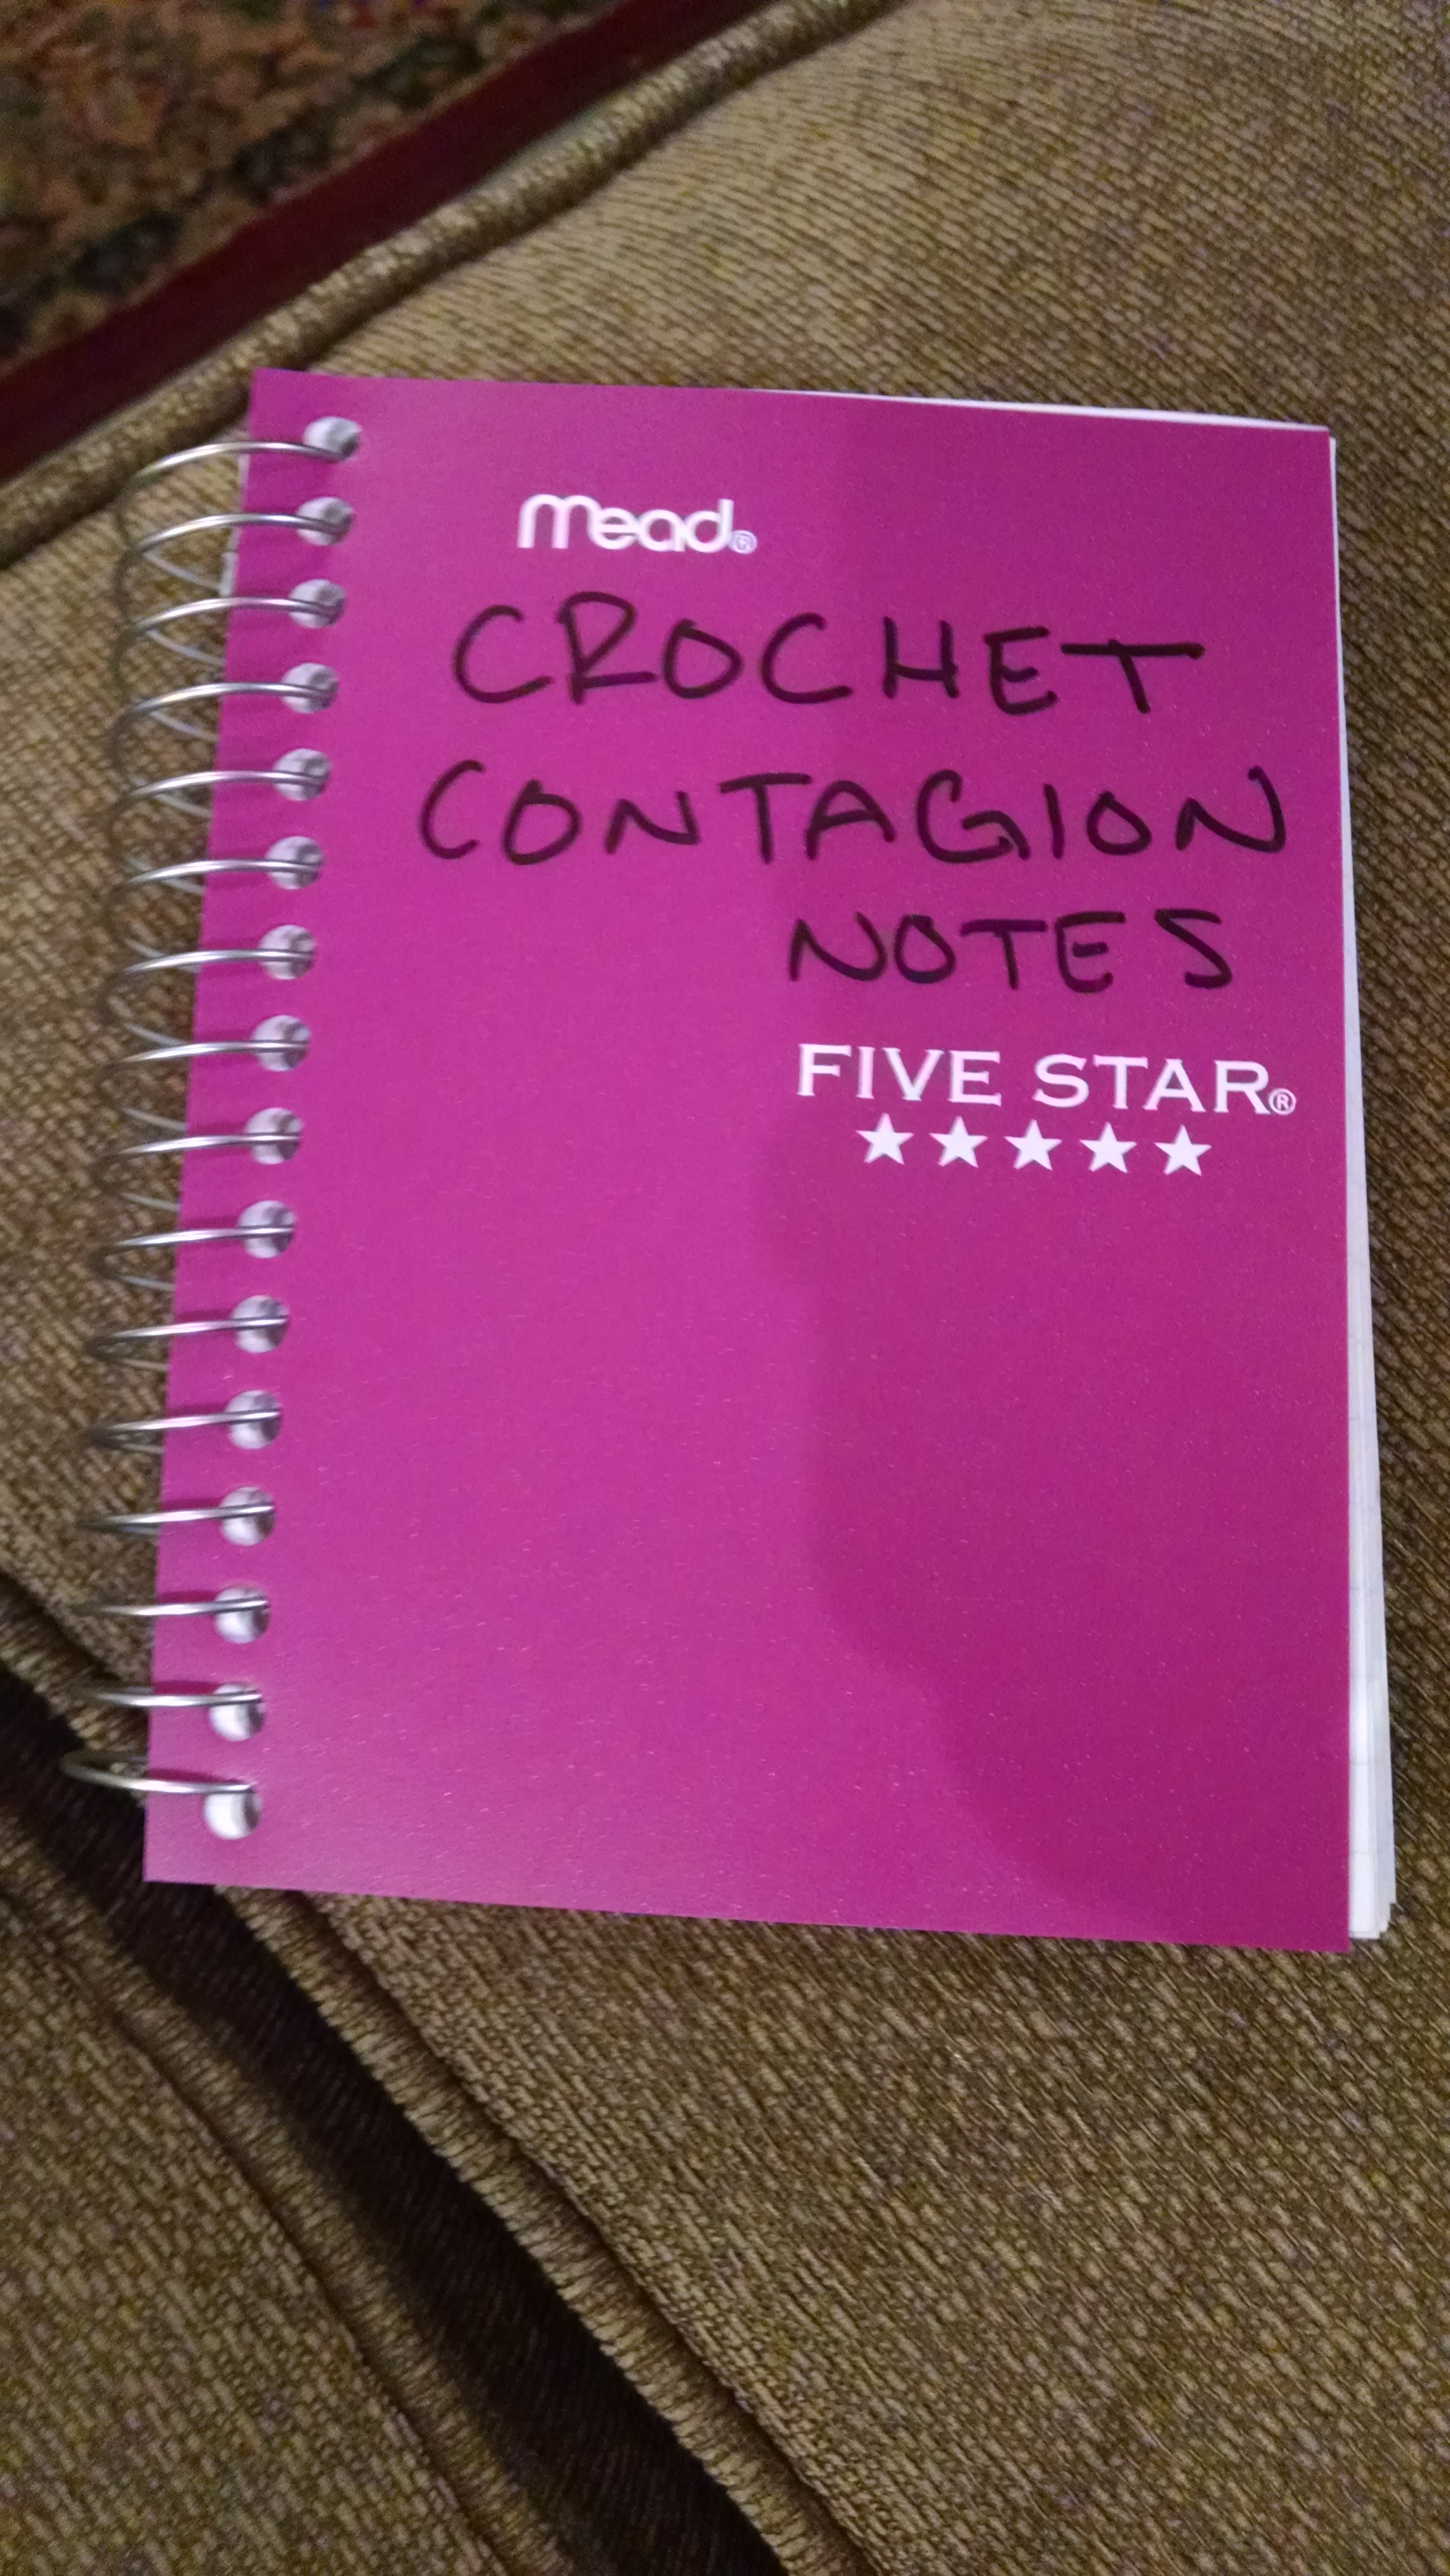 Mead®
CROCHET
CONTAGION
NOTES
FIVE STAR®